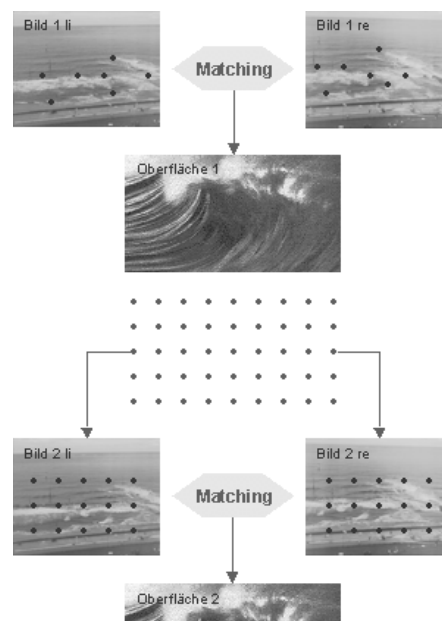 Bild 1 li
Bild 1 re
Matching
Oberfläche 1
Bild 2 li
Bild 2 re
Matching
Oberfläche 2